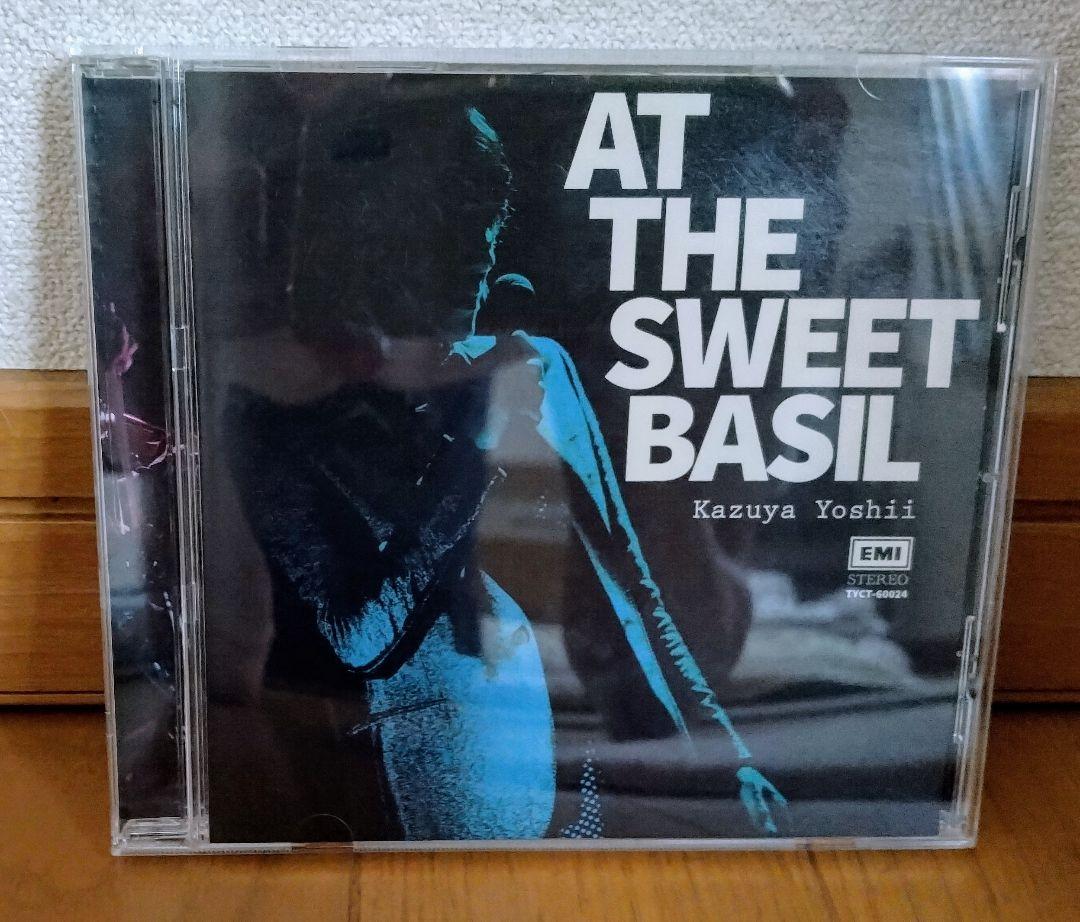 AT
THE
SWEET
BASIL
Kazuya Yoshii
EMI
STEREO
TYCT-60024